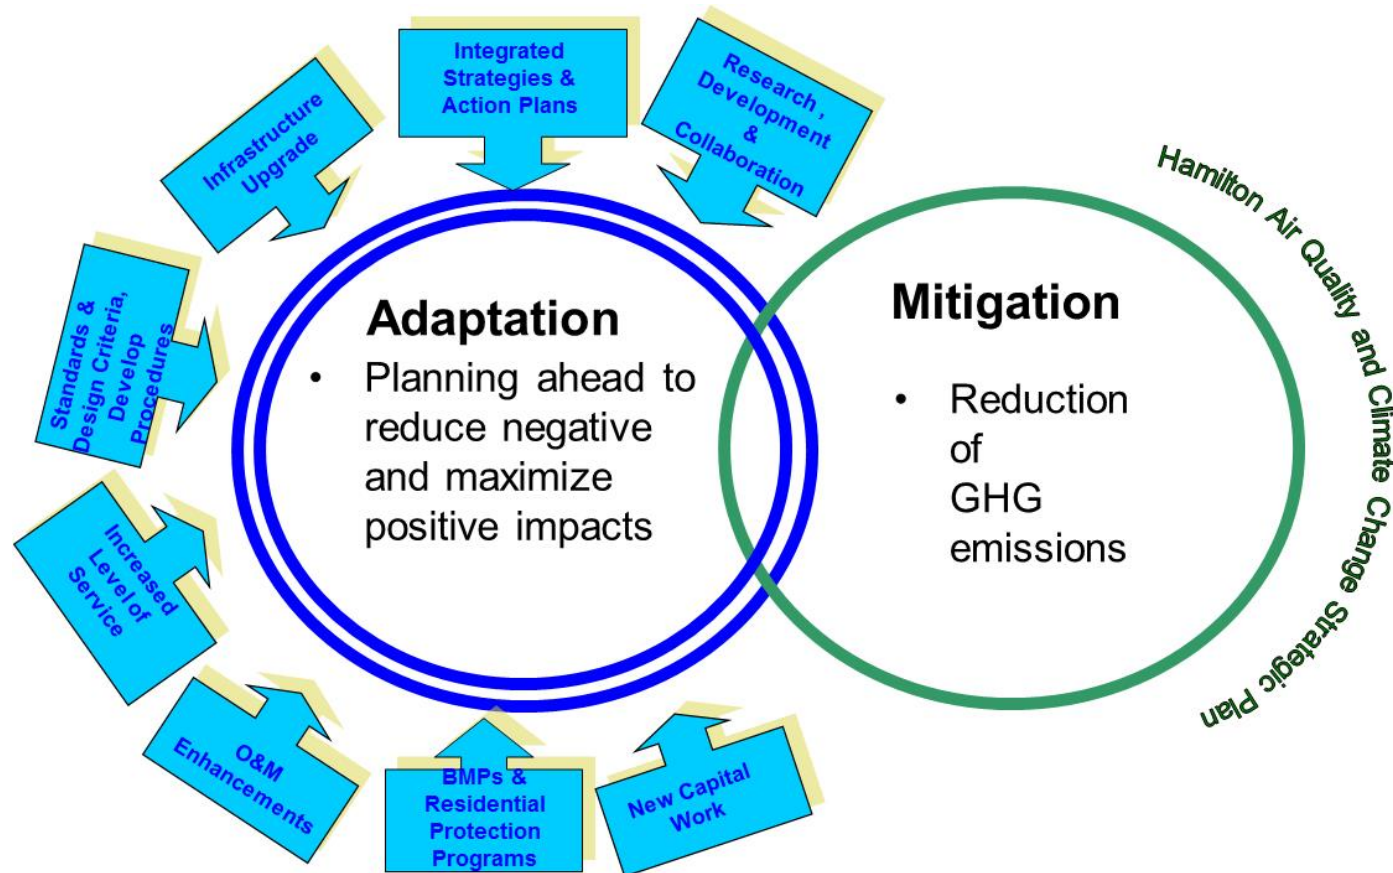 Integrated
Strategies &
Action Plans
Research,
Development
&
Collaboration
Infrastructure
Upgrade
Standards &
Design Criteria,
Develop
Procedures
Increased
Level of
Service
O&M
Enhancements
BMPs &
Residential
Protection
Programs
New Capital
Work
Adaptation
• Planning ahead to
reduce negative
and maximize
positive impacts
Mitigation
• Reduction
of
GHG
emissions
Hamilton Air Quality and Climate Change Strategic Plan